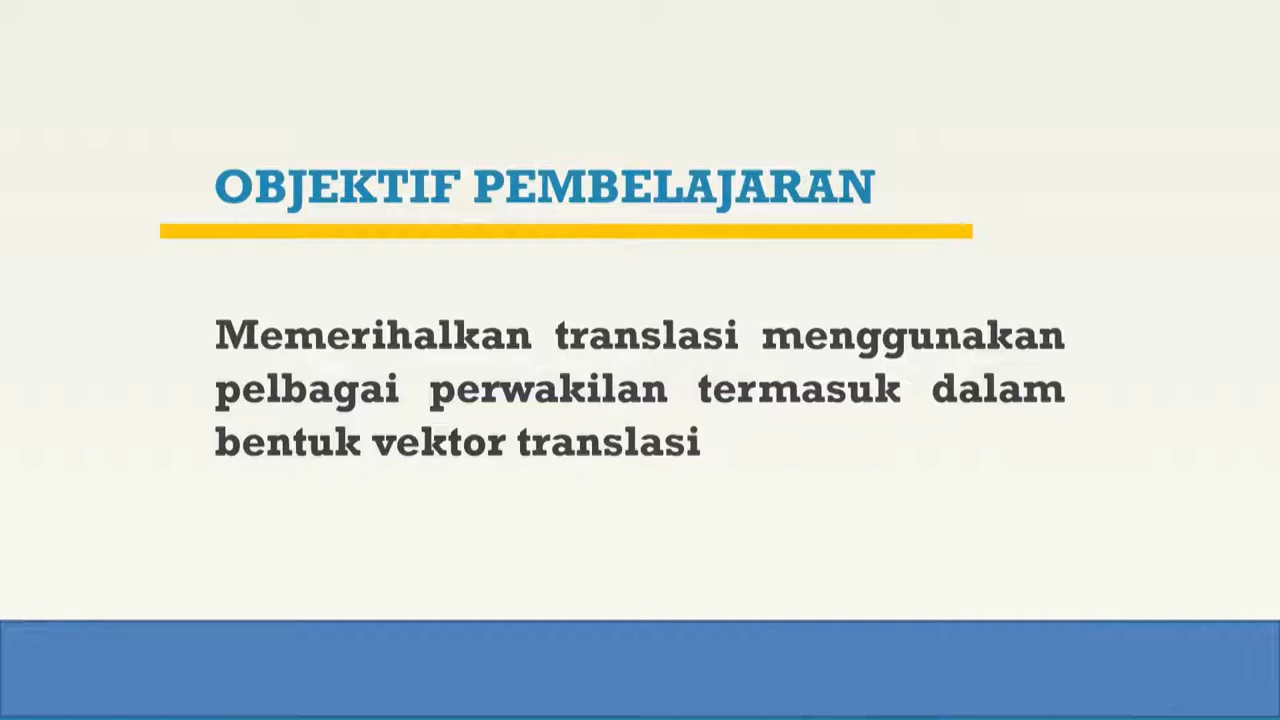 OBJEKTIF PEMBELAJARAN
Memerihalkan translasi menggunakan
pelbagai perwakilan termasuk dalam
bentuk vektor translasi